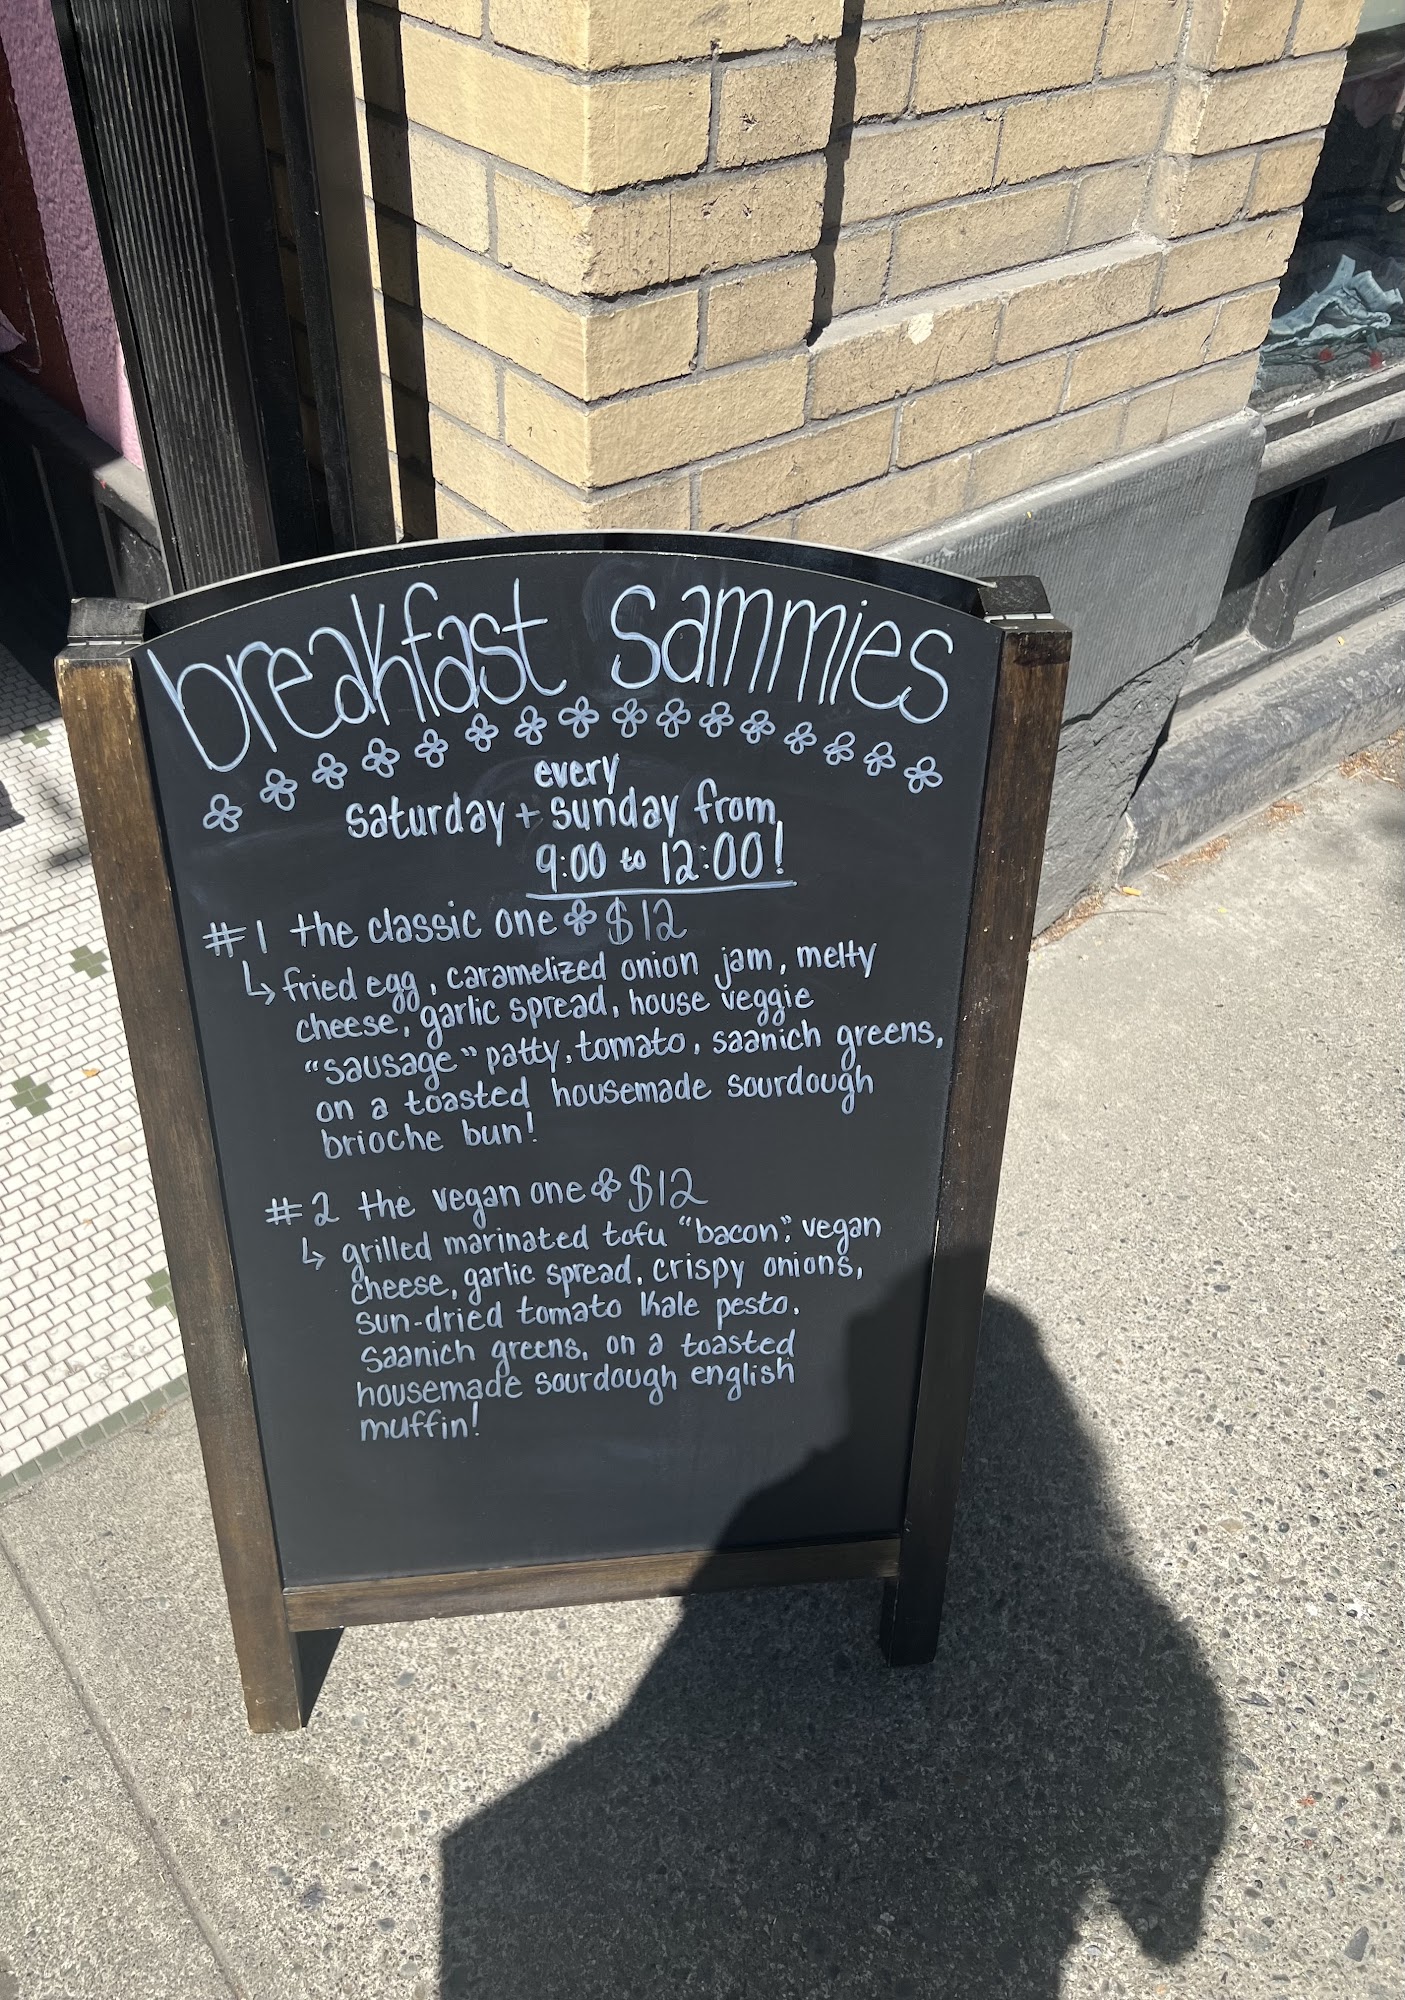 breakfast sammies
every
saturday + sunday from
9:00 to 12:00!
#1 the classic one $12
↳ fried egg, caramelized onion jam, melty
cheese, garlic spread, house veggie
"sausage" patty, tomato, saanich greens,
on a toasted housemade sourdough
brioche bun!
#2 the vegan one $12
↳ grilled marinated tofu "bacon", vegan
cheese, garlic spread, crispy onions,
sun-dried tomato kale pesto,
saanich greens, on a toasted
housemade sourdough english
muffin!